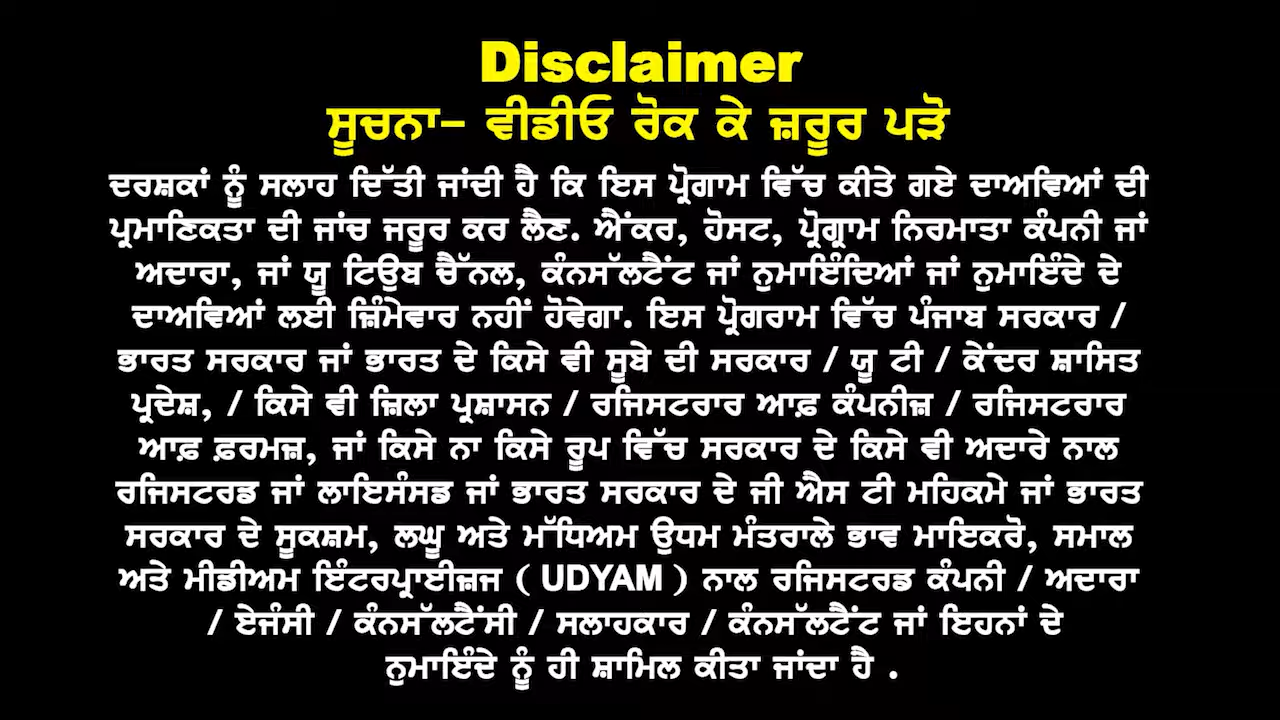 Disclaimer
ਸੂਚਨਾ- ਵੀਡੀਓ ਰੋਕ ਕੇ ਜ਼ਰੂਰ ਪੜੋ
ਦਰਸ਼ਕਾਂ ਨੂੰ ਸਲਾਹ ਦਿੱਤੀ ਜਾਂਦੀ ਹੈ ਕਿ ਇਸ ਪ੍ਰੋਗਾਮ ਵਿੱਚ ਕੀਤੇ ਗਏ ਦਾਅਵਿਆਂ ਦੀ
ਪ੍ਰਮਾਣਿਕਤਾ ਦੀ ਜਾਂਚ ਜਰੂਰ ਕਰ ਲੈਣ. ਐਂਕਰ, ਹੋਸਟ, ਪ੍ਰੋਗ੍ਰਾਮ ਨਿਰਮਾਤਾ ਕੰਪਨੀ ਜਾਂ
ਅਦਾਰਾ, ਜਾਂ ਯੂ ਟਿਊਬ ਚੈੱਨਲ, ਕੰਨਸੱਲਟੈਂਟ ਜਾਂ ਨੁਮਾਇੰਦਿਆਂ ਜਾਂ ਨੁਮਾਇੰਦੇ ਦੇ
ਦਾਅਵਿਆਂ ਲਈ ਜ਼ਿੰਮੇਵਾਰ ਨਹੀਂ ਹੋਵੇਗਾ. ਇਸ ਪ੍ਰੋਗਰਾਮ ਵਿੱਚ ਪੰਜਾਬ ਸਰਕਾਰ /
ਭਾਰਤ ਸਰਕਾਰ ਜਾਂ ਭਾਰਤ ਦੇ ਕਿਸੇ ਵੀ ਸੂਬੇ ਦੀ ਸਰਕਾਰ / ਯੂ ਟੀ / ਕੇਂਦਰ ਸ਼ਾਸਿਤ
ਪ੍ਰਦੇਸ਼, / ਕਿਸੇ ਵੀ ਜ਼ਿਲਾ ਪ੍ਰਸ਼ਾਸਨ / ਰਜਿਸਟਰਾਰ ਆਫ਼ ਕੰਪਨੀਜ਼ / ਰਜਿਸਟਰਾਰ
ਆਫ਼ ਫ਼ਰਮਜ਼, ਜਾਂ ਕਿਸੇ ਨਾ ਕਿਸੇ ਰੂਪ ਵਿੱਚ ਸਰਕਾਰ ਦੇ ਕਿਸੇ ਵੀ ਅਦਾਰੇ ਨਾਲ
ਰਜਿਸਟਰਡ ਜਾਂ ਲਾਇਸੰਸਡ ਜਾਂ ਭਾਰਤ ਸਰਕਾਰ ਦੇ ਜੀ ਐਸ ਟੀ ਮਹਿਕਮੇ ਜਾਂ ਭਾਰਤ
ਸਰਕਾਰ ਦੇ ਸੂਕਸ਼ਮ, ਲਘੂ ਅਤੇ ਮੱਧਿਅਮ ਉਧਮ ਮੰਤਰਾਲੇ ਭਾਵ ਮਾਇਕਰੋ, ਸਮਾਲ
ਅਤੇ ਮੀਡੀਅਮ ਇੰਟਰਪ੍ਰਾਈਜ਼ਜ ( UDYAM ) ਨਾਲ ਰਜਿਸਟਰਡ ਕੰਪਨੀ / ਅਦਾਰਾ
/ ਏਜੰਸੀ / ਕੰਨਸੱਲਟੈਂਸੀ / ਸਲਾਹਕਾਰ / ਕੰਨਸੱਲਟੈਂਟ ਜਾਂ ਇਹਨਾਂ ਦੇ
ਨੁਮਾਇੰਦੇ ਨੂੰ ਹੀ ਸ਼ਾਮਿਲ ਕੀਤਾ ਜਾਂਦਾ ਹੈ .